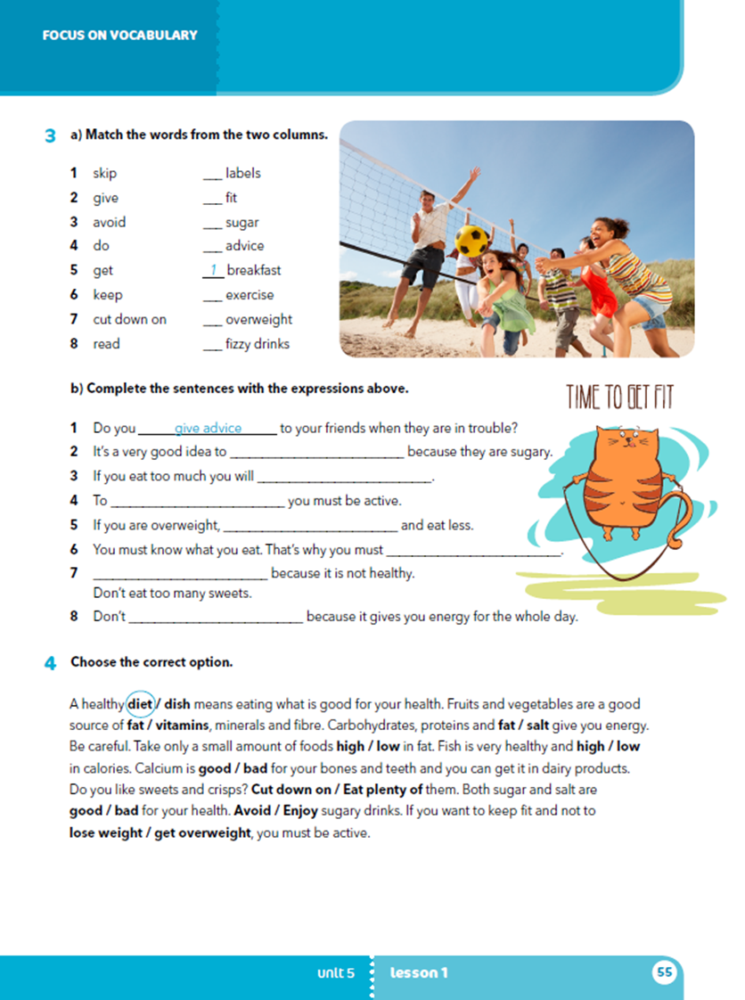 FOCUS ON VOCABULARY
3 a) Match the words from the two columns.
1 skip ___ labels
2 give ___ fit
3 avoid ___ sugar
4 do ___ advice
5 get _1_ breakfast
6 keep ___ exercise
7 cut down on ___ overweight
8 read ___ fizzy drinks
b) Complete the sentences with the expressions above.
1 Do you _____give advice_____ to your friends when they are in trouble?
2 It's a very good idea to ________________________ because they are sugary.
3 If you eat too much you will ________________________.
4 To ________________________ you must be active.
5 If you are overweight, ________________________ and eat less.
6 You must know what you eat. That's why you must ________________________.
7 ________________________ because it is not healthy.
Don't eat too many sweets.
8 Don't ________________________ because it gives you energy for the whole day.
TIME TO GET FIT
4 Choose the correct option.
A healthy diet / dish means eating what is good for your health. Fruits and vegetables are a good
source of fat / vitamins, minerals and fibre. Carbohydrates, proteins and fat / salt give you energy.
Be careful. Take only a small amount of foods high / low in fat. Fish is very healthy and high / low
in calories. Calcium is good / bad for your bones and teeth and you can get it in dairy products.
Do you like sweets and crisps? Cut down on / Eat plenty of them. Both sugar and salt are
good / bad for your health. Avoid / Enjoy sugary drinks. If you want to keep fit and not to
lose weight / get overweight, you must be active.
unit 5 lesson 1 55